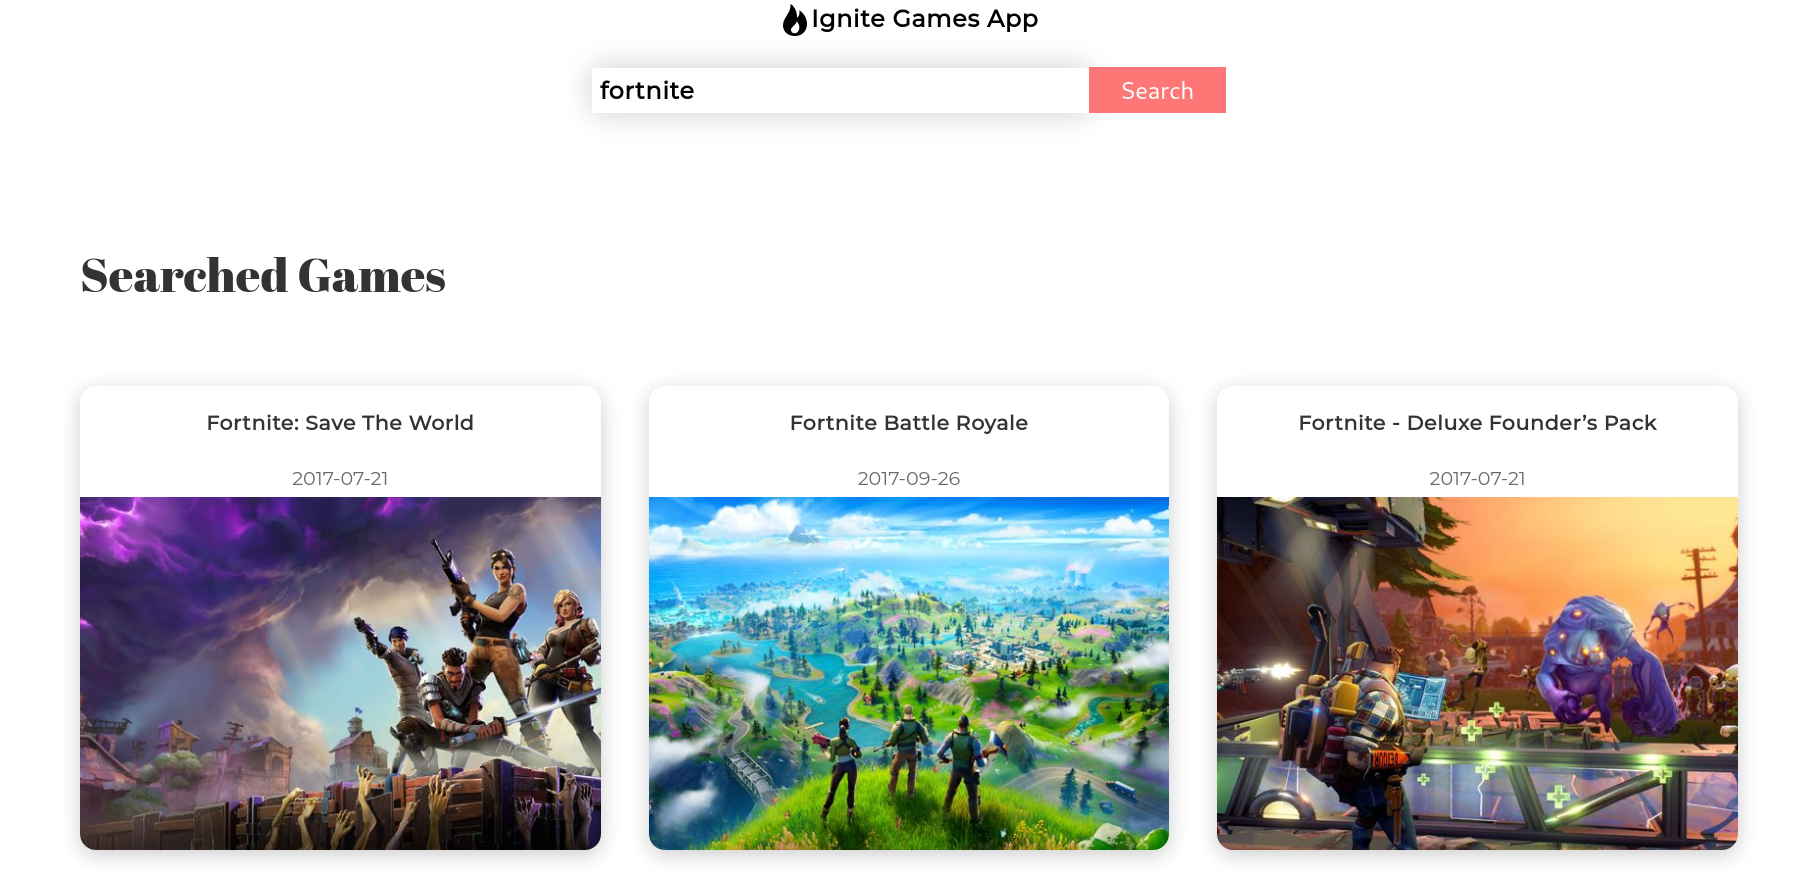 Ignite Games App
fortnite
Search
Searched Games
Fortnite: Save The World
2017-07-21
Fortnite Battle Royale
2017-09-26
Fortnite - Deluxe Founder’s Pack
2017-07-21